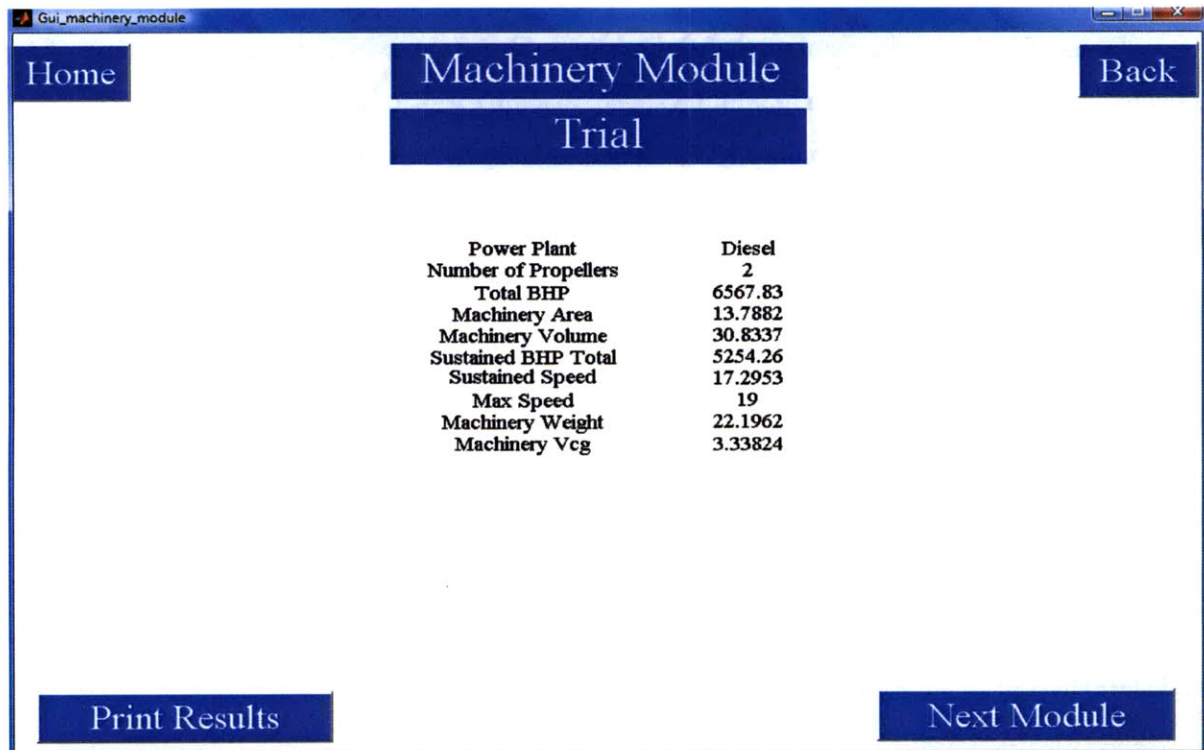 Gui_machinery_module
Home
Machinery Module
Back
Trial
Power Plant Diesel
Number of Propellers 2
Total BHP 6567.83
Machinery Area 13.7882
Machinery Volume 30.8337
Sustained BHP Total 5254.26
Sustained Speed 17.2953
Max Speed 19
Machinery Weight 22.1962
Machinery Vcg 3.33824
Print Results
Next Module